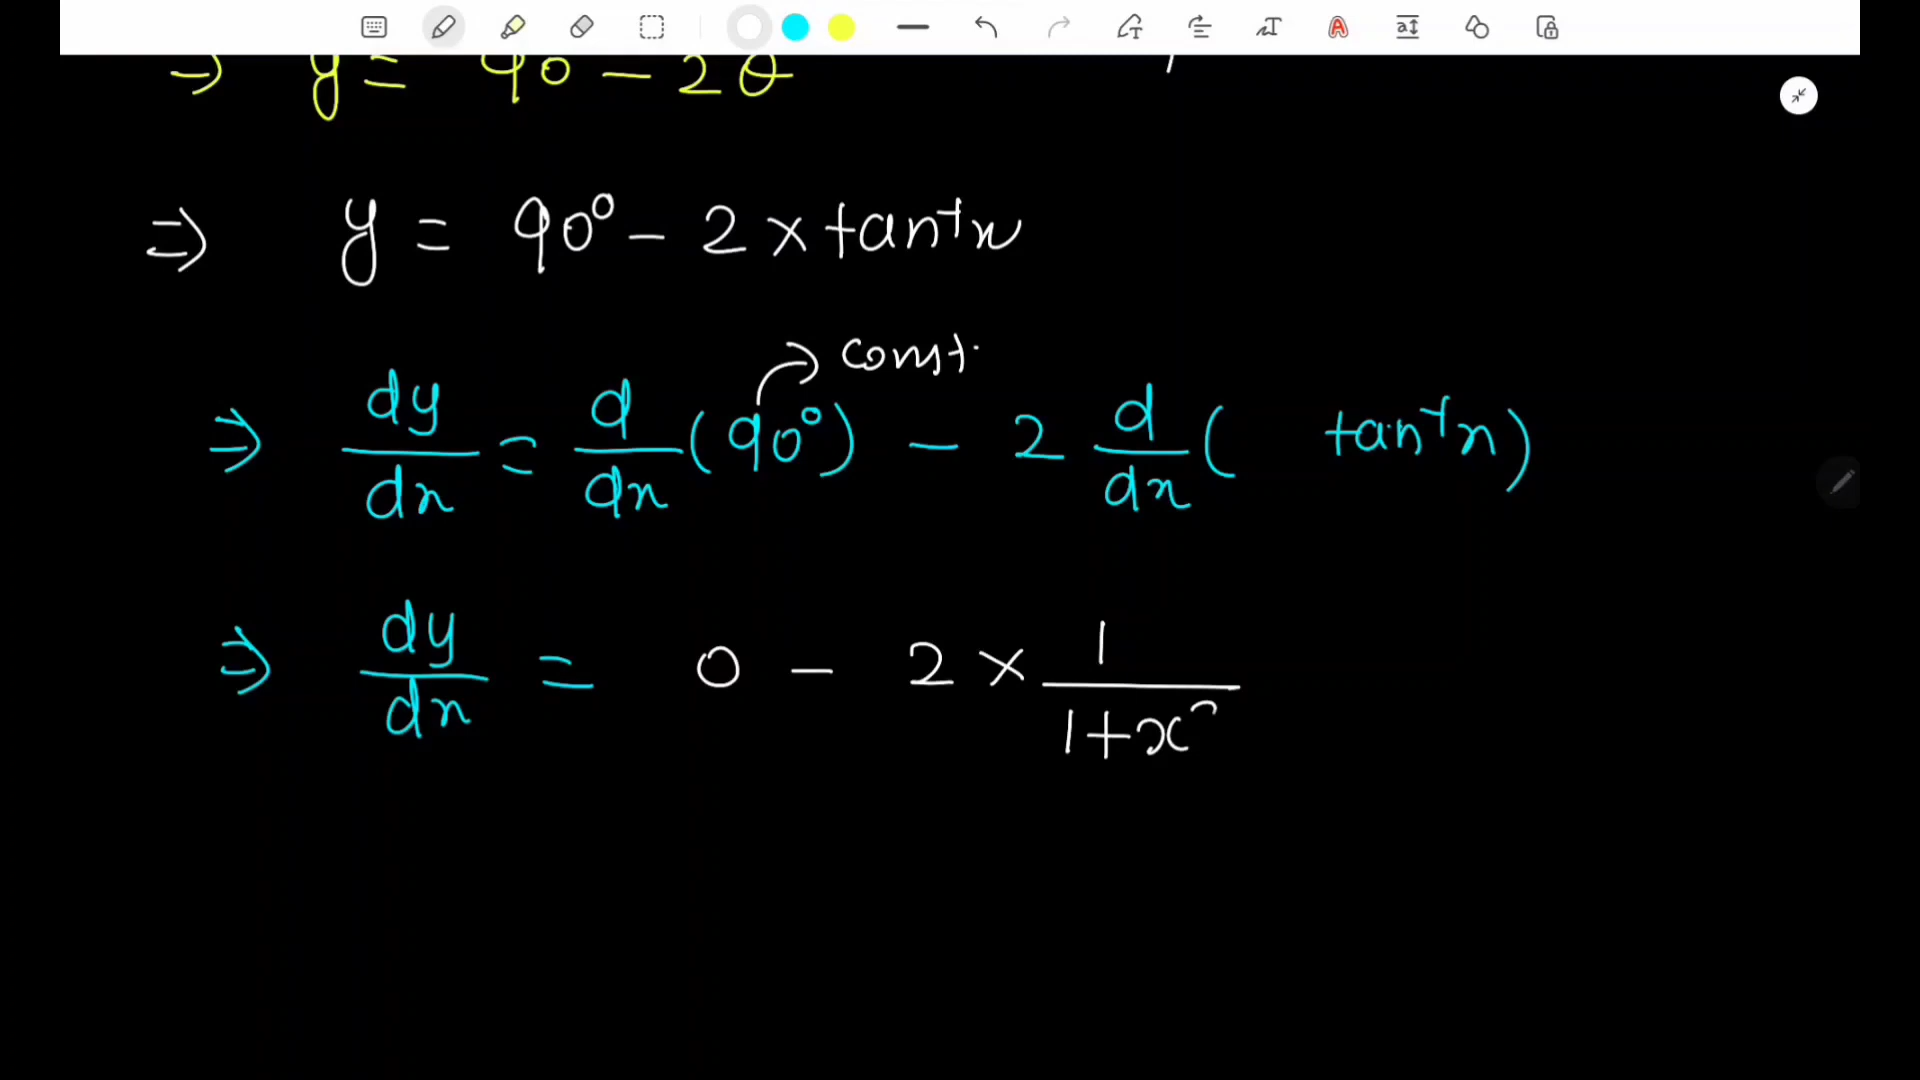 ⇒ y = 90 - 2θ
⇒ y = 90° - 2 × tan⁻¹x
const.
⇒ dy/dx = d/dx (90°) - 2 d/dx ( tan⁻¹x)
⇒ dy/dx = 0 - 2 × 1/(1+x²)